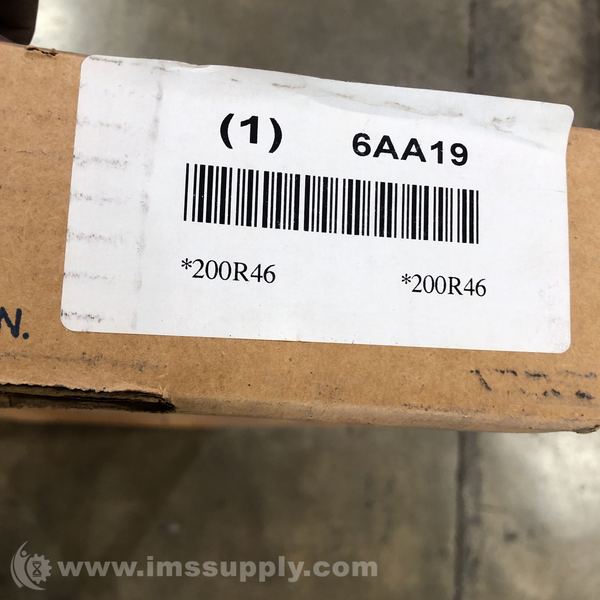 (1) 6AA19
*200R46 *200R46
N.
www.imssupply.com